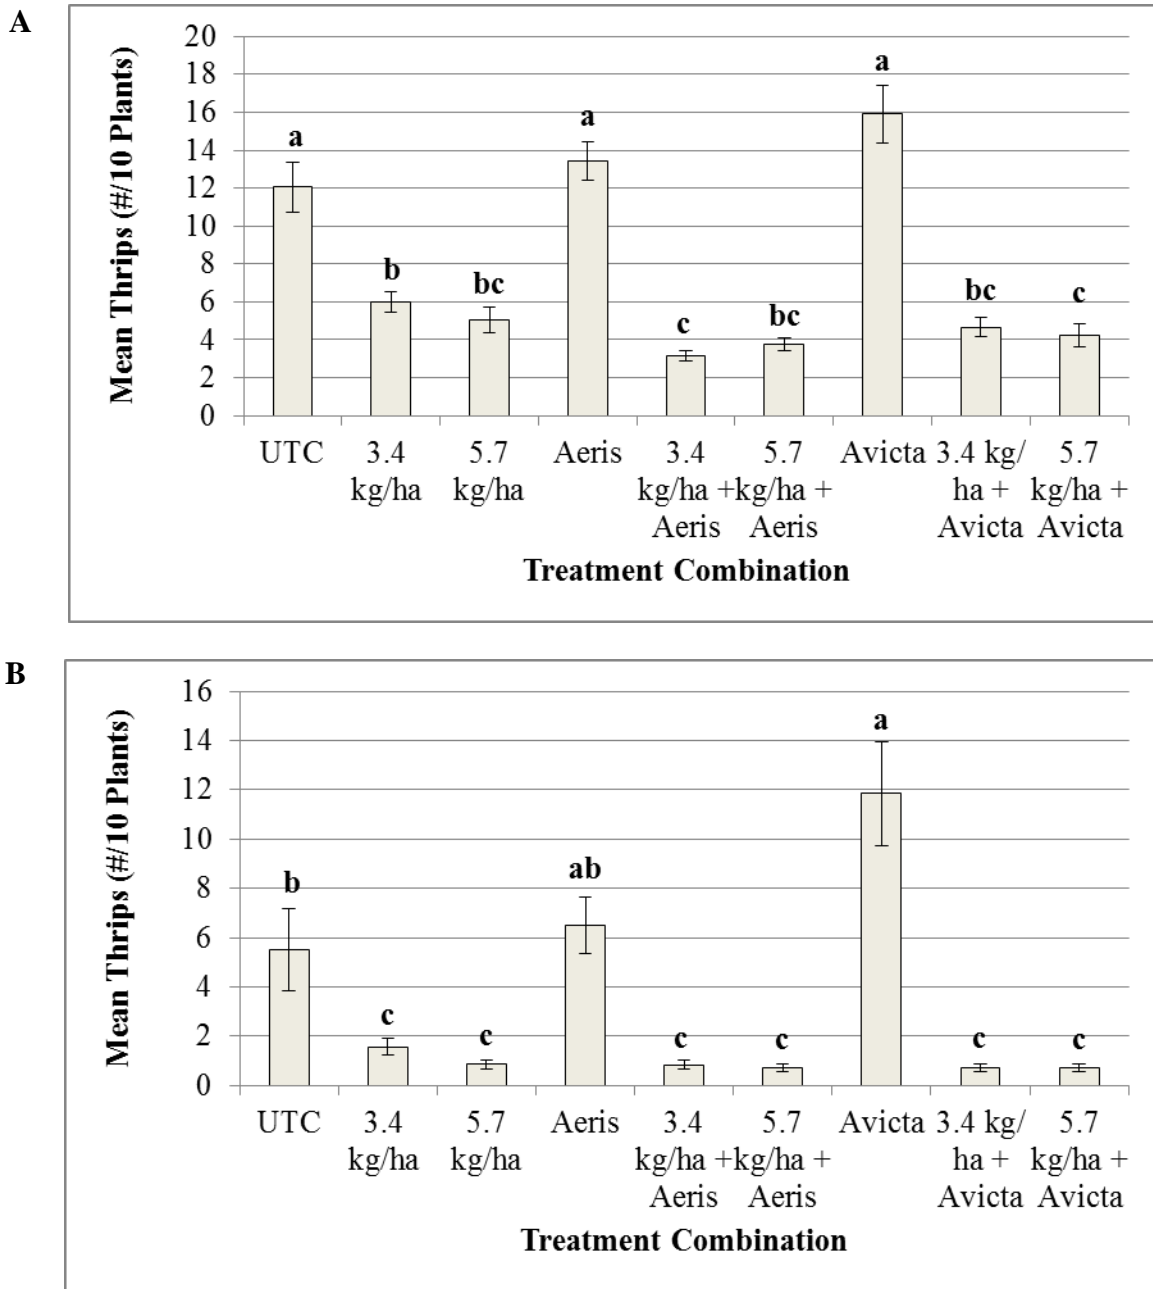 A
20
18
16
14
12
10
8
6
4
2
0
Mean Thrips (#/10 Plants)
a
b
bc
a
c
bc
a
bc
c
UTC
3.4
kg/ha
5.7
kg/ha
Aeris
3.4
kg/ha +
Aeris
5.7
kg/ha +
Aeris
Avicta
3.4 kg/
ha +
Avicta
5.7
kg/ha +
Avicta
Treatment Combination
B
16
14
12
10
8
6
4
2
0
Mean Thrips (#/10 Plants)
b
c
c
ab
c
c
a
c
c
UTC
3.4
kg/ha
5.7
kg/ha
Aeris
3.4
kg/ha +
Aeris
5.7
kg/ha +
Aeris
Avicta
3.4 kg/
ha +
Avicta
5.7
kg/ha +
Avicta
Treatment Combination